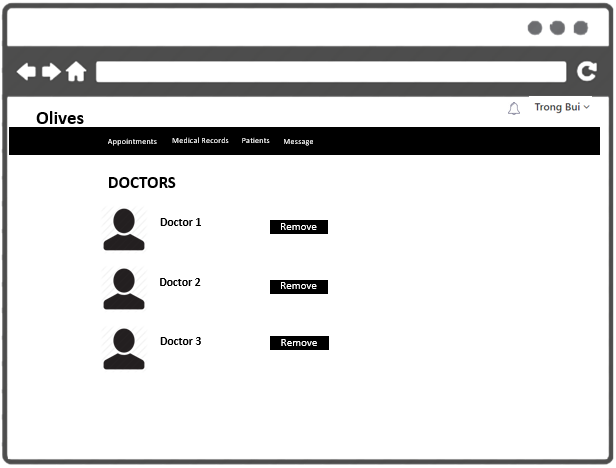 Trong Bui
Olives
Appointments Medical Records Patients Message
DOCTORS
Doctor 1 Remove
Doctor 2 Remove
Doctor 3 Remove